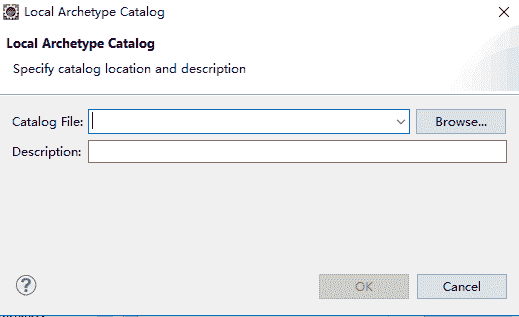 Local Archetype Catalog
Local Archetype Catalog
Specify catalog location and description
Catalog File:
Browse...
Description:
?
OK
Cancel